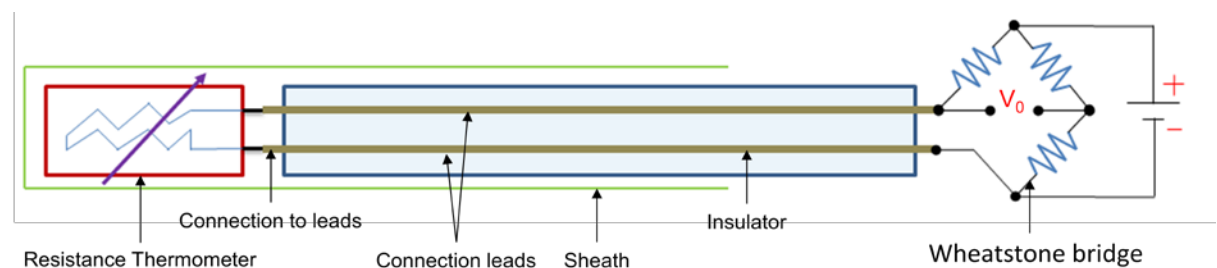 V0
+
−
Connection to leads
Insulator
Resistance Thermometer
Connection leads
Sheath
Wheatstone bridge